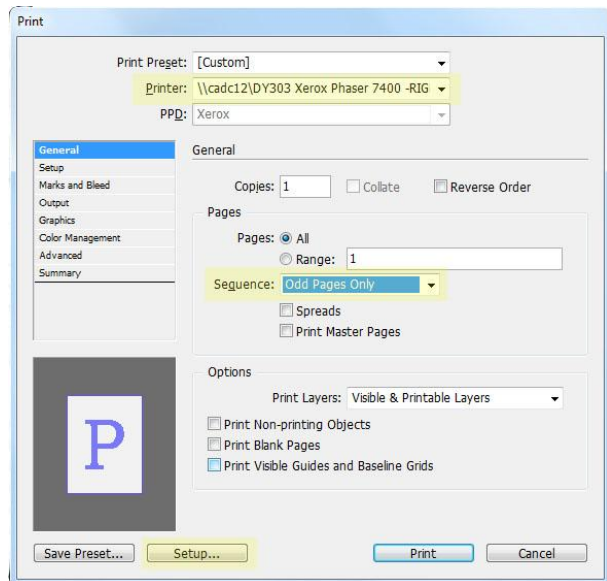 Print
Print Preset: [Custom]
Printer: \\cadc12\DY303 Xerox Phaser 7400 -RIG
PPD: Xerox
General
Setup
Marks and Bleed
Output
Graphics
Color Management
Advanced
Summary
General
Copies: 1 Collate Reverse Order
Pages
Pages: All
Range: 1
Sequence: Odd Pages Only
Spreads
Print Master Pages
Options
Print Layers: Visible & Printable Layers
Print Non-printing Objects
Print Blank Pages
Print Visible Guides and Baseline Grids
P
Save Preset... Setup... Print Cancel